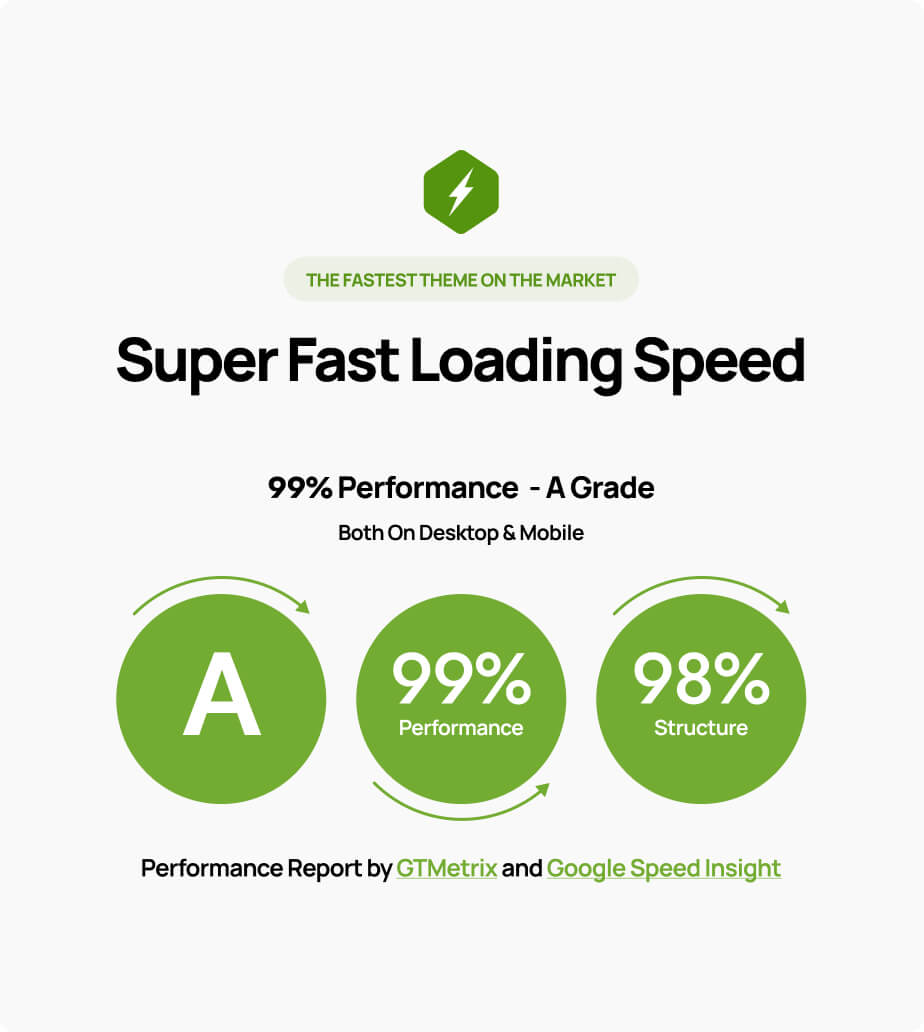 THE FASTEST THEME ON THE MARKET
Super Fast Loading Speed
99% Performance - A Grade
Both On Desktop & Mobile
A
99%
Performance
98%
Structure
Performance Report by GTMetrix and Google Speed Insight